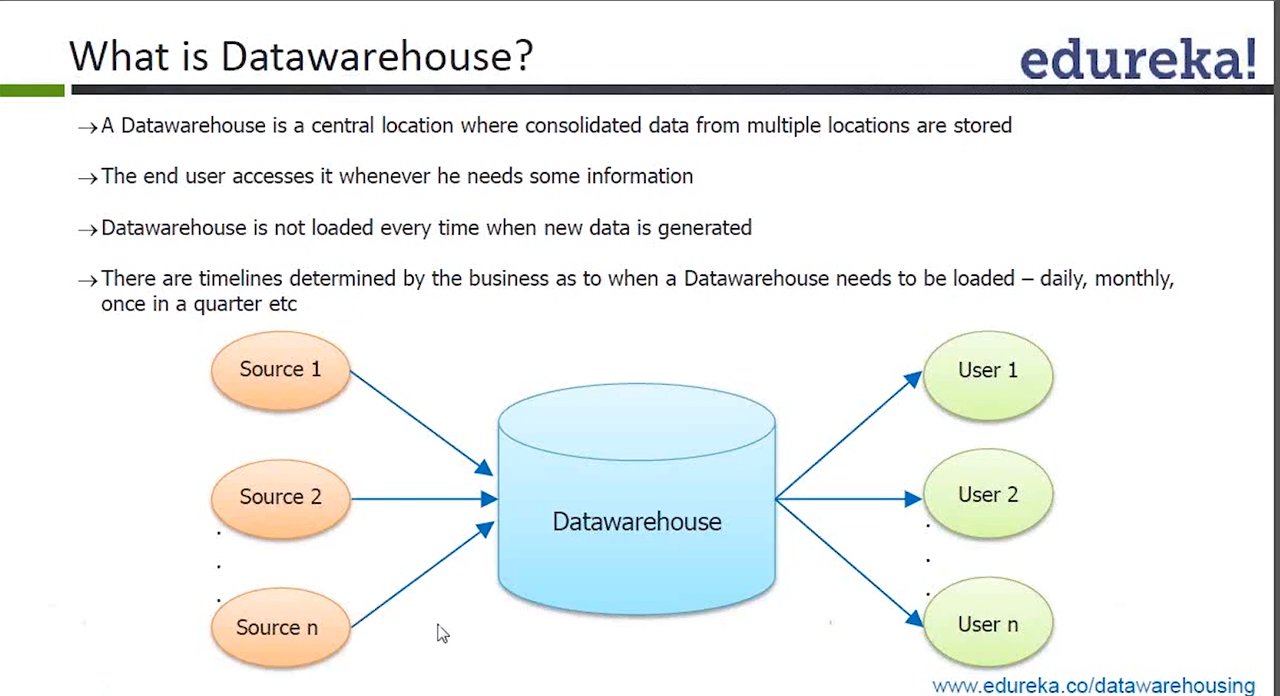 What is Datawarehouse?
edureka!
→A Datawarehouse is a central location where consolidated data from multiple locations are stored
→The end user accesses it whenever he needs some information
→Datawarehouse is not loaded every time when new data is generated
→There are timelines determined by the business as to when a Datawarehouse needs to be loaded – daily, monthly,
once in a quarter etc
Source 1
User 1
Source 2
User 2
Datawarehouse
Source n
User n
www.edureka.co/datawarehousing